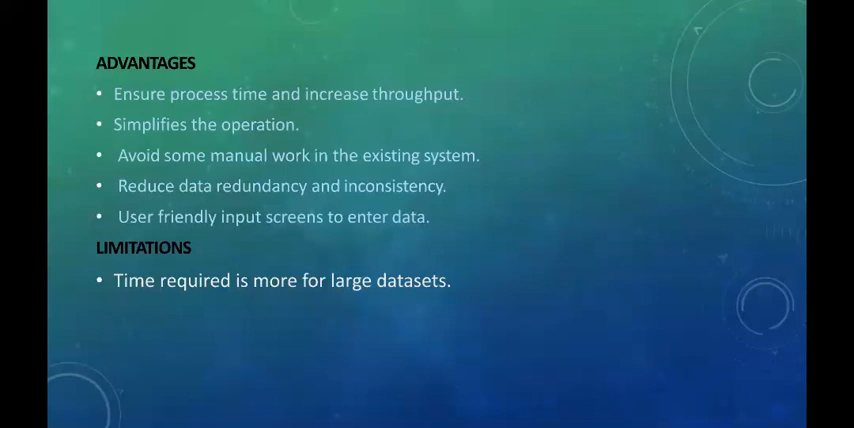 ADVANTAGES
• Ensure process time and increase throughput.
• Simplifies the operation.
• Avoid some manual work in the existing system.
• Reduce data redundancy and inconsistency.
• User friendly input screens to enter data.
LIMITATIONS
• Time required is more for large datasets.